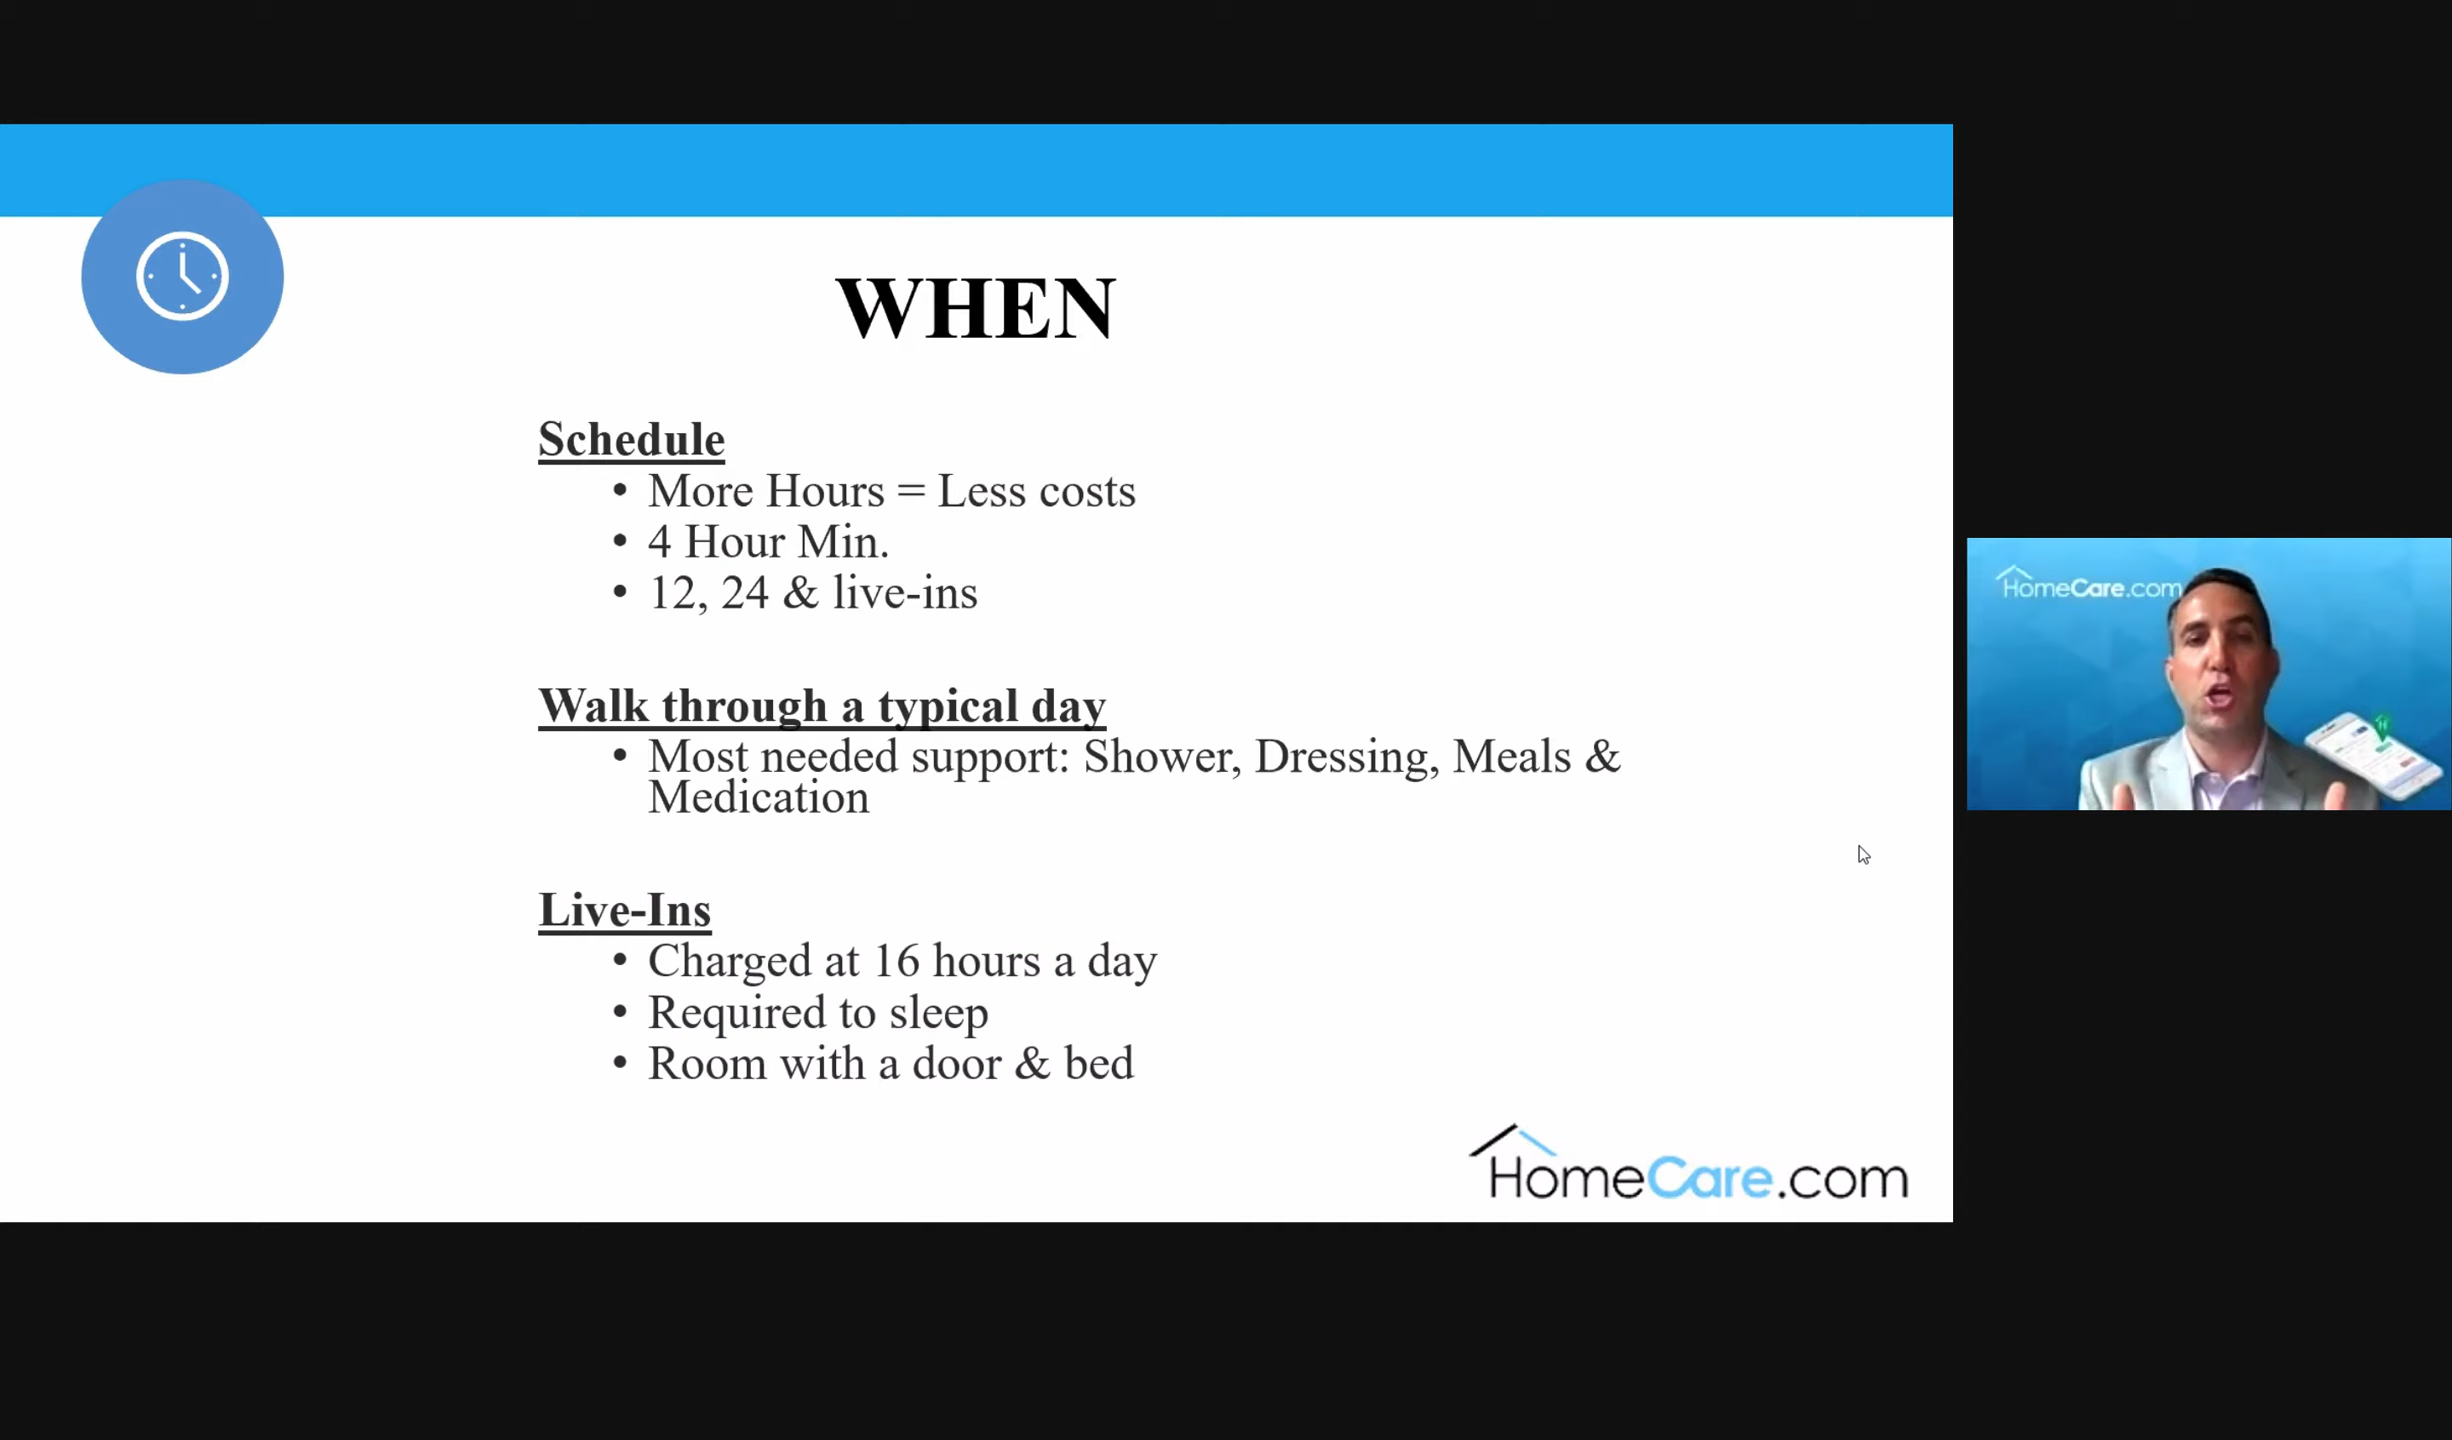 WHEN
Schedule
• More Hours = Less costs
• 4 Hour Min.
• 12, 24 & live-ins
Walk through a typical day
• Most needed support: Shower, Dressing, Meals &
Medication
Live-Ins
• Charged at 16 hours a day
• Required to sleep
• Room with a door & bed
HomeCare.com
HomeCare.com